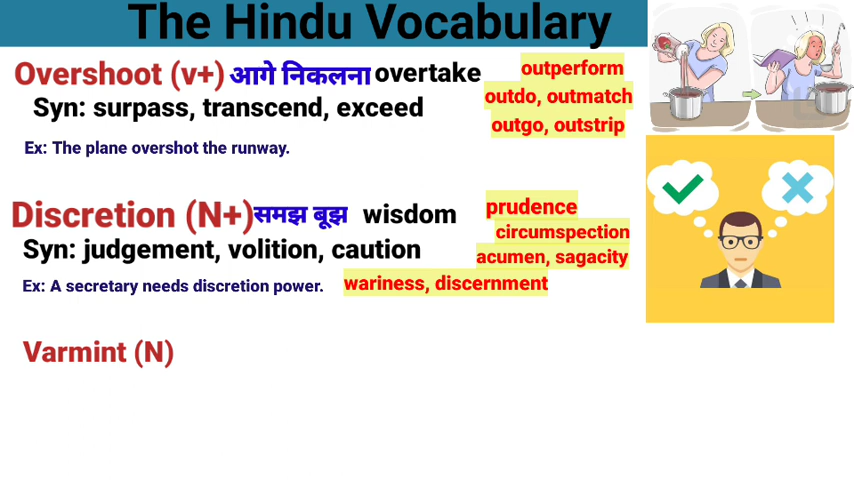 The Hindu Vocabulary
Overshoot (v+) आगे निकलना overtake
outperform
Syn: surpass, transcend, exceed
outdo, outmatch
outgo, outstrip
Ex: The plane overshot the runway.
Discretion (N+) समझ बूझ wisdom
prudence
circumspection
Syn: judgement, volition, caution
acumen, sagacity
Ex: A secretary needs discretion power.
wariness, discernment
Varmint (N)